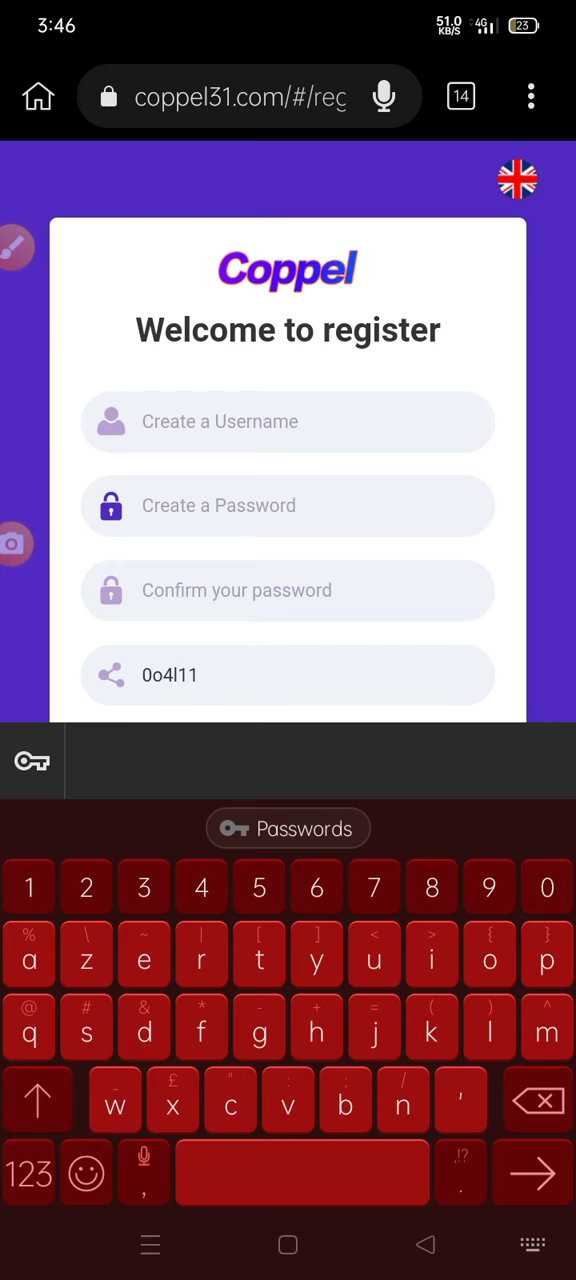 3:46
51.0
KB/S
4G
23
coppel31.com/#/reg
14
Coppel
Welcome to register
Create a Username
Create a Password
Confirm your password
0o4l11
Passwords
1 2 3 4 5 6 7 8 9 0
% \ ~ | [ ] < > { }
a z e r t y u i o p
@ # & * - + = ( ) ^
q s d f g h j k l m
_ £ " : ; /
w x c v b n '
,!?
123 , .